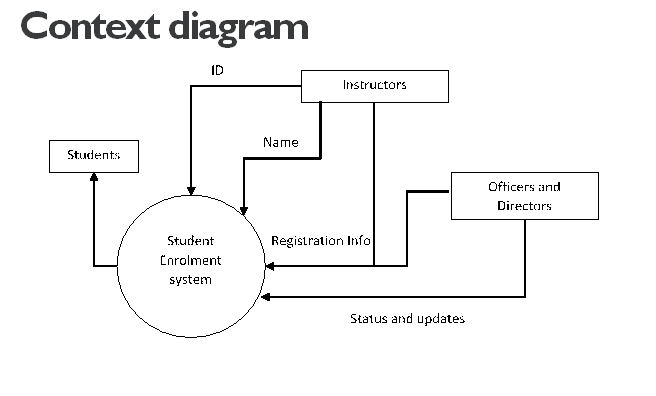 Context diagram
ID
Instructors
Name
Students
Officers and
Directors
Student
Enrolment
system
Registration Info
Status and updates